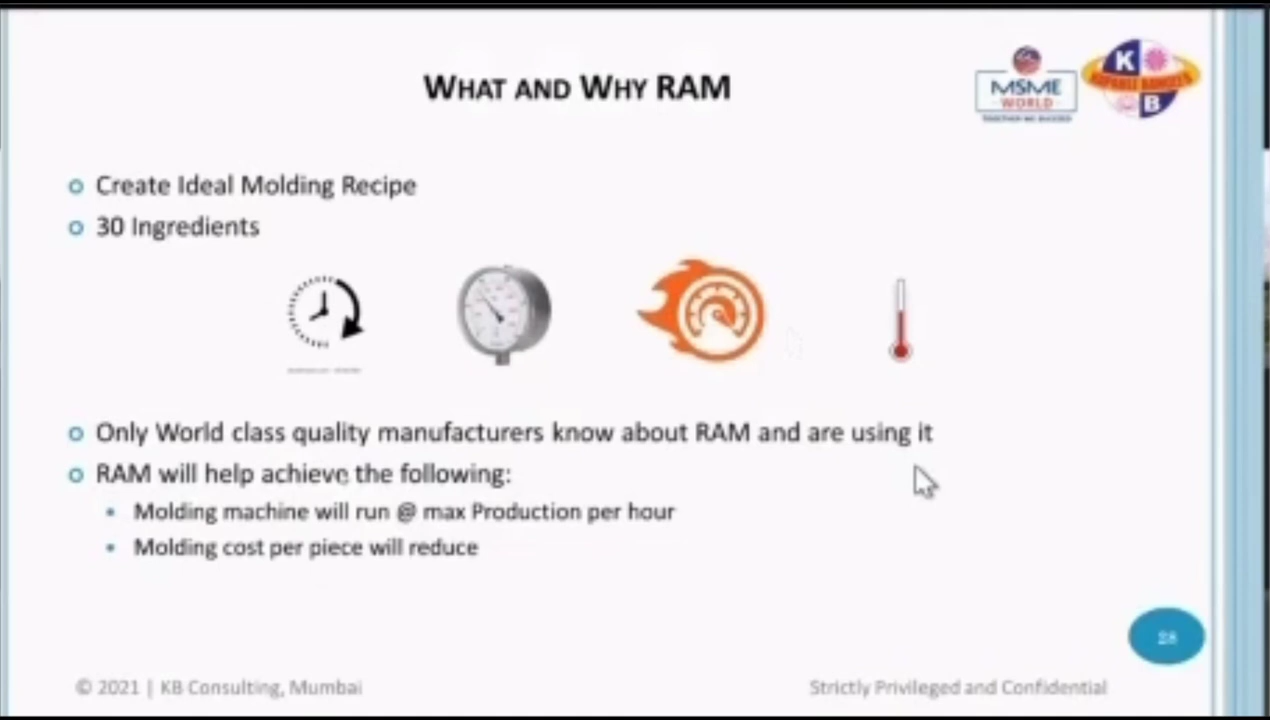 WHAT AND WHY RAM
MSME
WORLD
K
B
Create Ideal Molding Recipe
30 Ingredients
Only World class quality manufacturers know about RAM and are using it
RAM will help achieve the following:
Molding machine will run @ max Production per hour
Molding cost per piece will reduce
28
© 2021 | KB Consulting, Mumbai
Strictly Privileged and Confidential